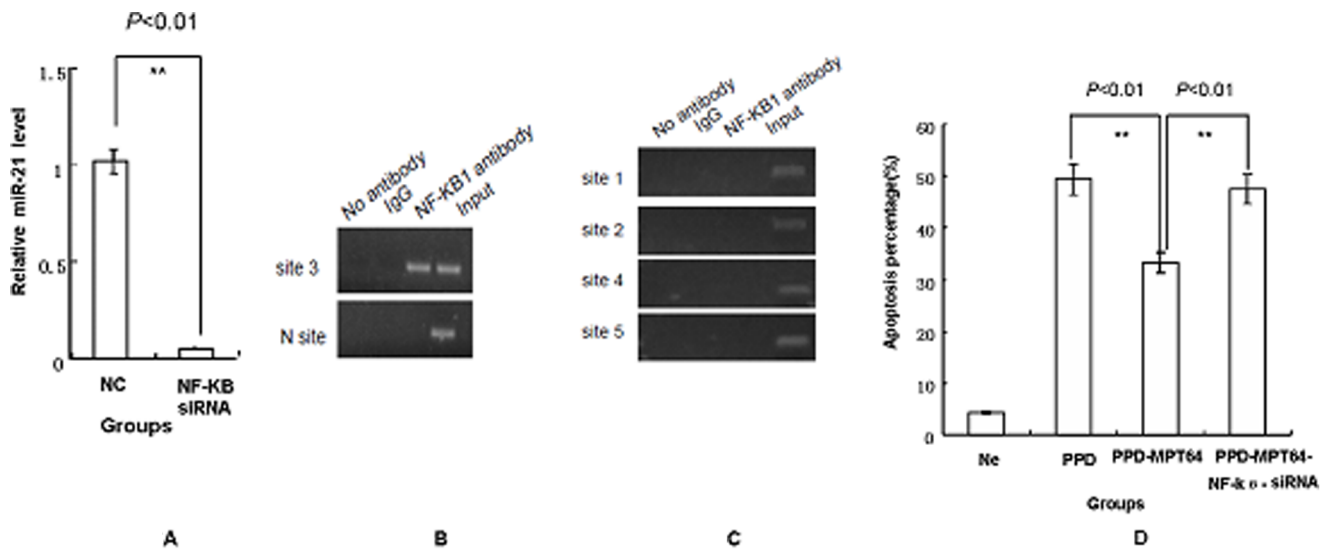 P<0.01
**
1.5
1
0.5
0
Relative miR-21 level
NC
NF-KB
siRNA
Groups
A
No antibody
IgG
NF-KB1 antibody
Input
site 3
N site
B
No antibody
IgG
NF-KB1 antibody
Input
site 1
site 2
site 4
site 5
C
P<0.01 P<0.01
** **
60
50
40
30
20
10
0
Apoptosis percentage(%)
Ne PPD PPD-MPT64 PPD-MPT64-
NF-k υ - siRNA
Groups
D